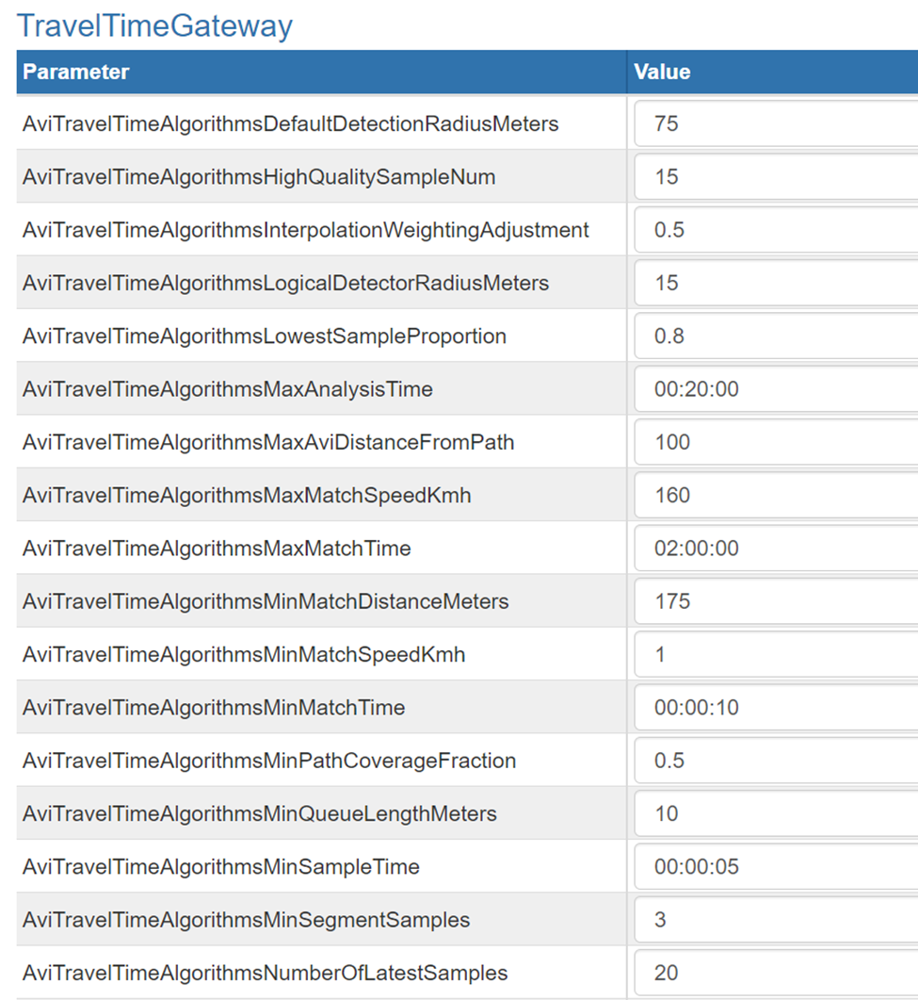 TravelTimeGateway
Parameter Value
AviTravelTimeAlgorithmsDefaultDetectionRadiusMeters 75
AviTravelTimeAlgorithmsHighQualitySampleNum 15
AviTravelTimeAlgorithmsInterpolationWeightingAdjustment 0.5
AviTravelTimeAlgorithmsLogicalDetectorRadiusMeters 15
AviTravelTimeAlgorithmsLowestSampleProportion 0.8
AviTravelTimeAlgorithmsMaxAnalysisTime 00:20:00
AviTravelTimeAlgorithmsMaxAviDistanceFromPath 100
AviTravelTimeAlgorithmsMaxMatchSpeedKmh 160
AviTravelTimeAlgorithmsMaxMatchTime 02:00:00
AviTravelTimeAlgorithmsMinMatchDistanceMeters 175
AviTravelTimeAlgorithmsMinMatchSpeedKmh 1
AviTravelTimeAlgorithmsMinMatchTime 00:00:10
AviTravelTimeAlgorithmsMinPathCoverageFraction 0.5
AviTravelTimeAlgorithmsMinQueueLengthMeters 10
AviTravelTimeAlgorithmsMinSampleTime 00:00:05
AviTravelTimeAlgorithmsMinSegmentSamples 3
AviTravelTimeAlgorithmsNumberOfLatestSamples 20